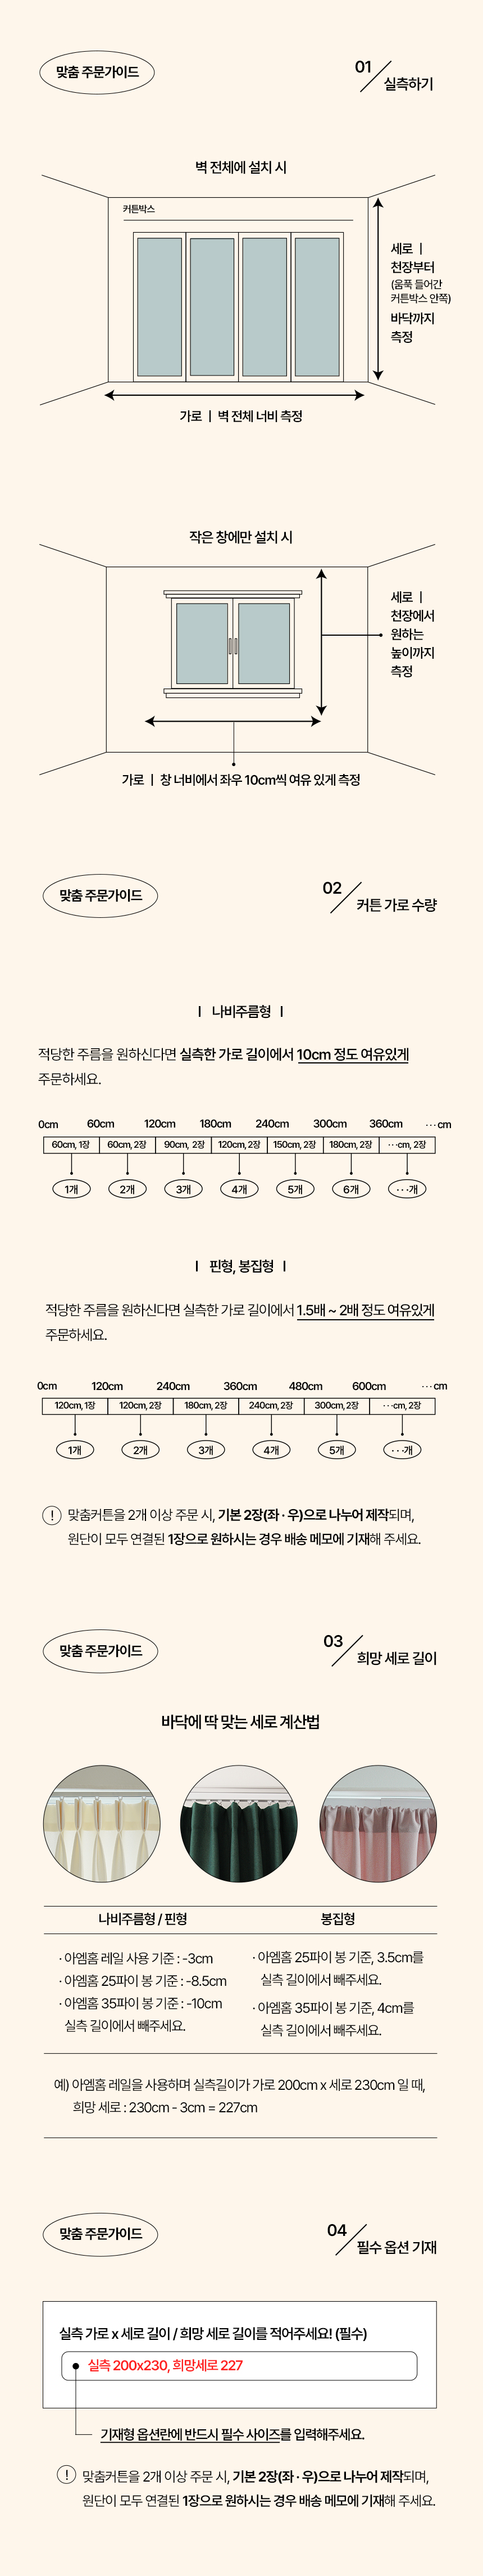 맞춤 주문가이드
01
실측하기
벽 전체에 설치 시
커튼박스
세로 |
천장부터
(움푹 들어간
커튼박스 안쪽)
바닥까지
측정
가로 | 벽 전체 너비 측정
작은 창에만 설치 시
세로 |
천장에서
원하는
높이까지
측정
가로 | 창 너비에서 좌우 10cm씩 여유 있게 측정
맞춤 주문가이드
02
커튼 가로 수량
| 나비주름형 |
적당한 주름을 원하신다면 실측한 가로 길이에서 10cm 정도 여유있게
주문하세요.
0cm 60cm 120cm 180cm 240cm 300cm 360cm ···cm
60cm, 1장 60cm, 2장 90cm, 2장 120cm, 2장 150cm, 2장 180cm, 2장 ···cm, 2장
1개 2개 3개 4개 5개 6개 ···개
| 핀형, 봉집형 |
적당한 주름을 원하신다면 실측한 가로 길이에서 1.5배 ~ 2배 정도 여유있게
주문하세요.
0cm 120cm 240cm 360cm 480cm 600cm ···cm
120cm, 1장 120cm, 2장 180cm, 2장 240cm, 2장 300cm, 2장 ···cm, 2장
1개 2개 3개 4개 5개 ···개
! 맞춤커튼을 2개 이상 주문 시, 기본 2장(좌·우)으로 나누어 제작되며,
원단이 모두 연결된 1장으로 원하시는 경우 배송 메모에 기재해 주세요.
맞춤 주문가이드
03
희망 세로 길이
바닥에 딱 맞는 세로 계산법
나비주름형 / 핀형
· 아엠홈 레일 사용 기준 : -3cm
· 아엠홈 25파이 봉 기준 : -8.5cm
· 아엠홈 35파이 봉 기준 : -10cm
실측 길이에서 빼주세요.
봉집형
· 아엠홈 25파이 봉 기준, 3.5cm를
실측 길이에서 빼주세요.
· 아엠홈 35파이 봉 기준, 4cm를
실측 길이에서 빼주세요.
예) 아엠홈 레일을 사용하며 실측길이가 가로 200cm x 세로 230cm 일 때,
희망 세로 : 230cm - 3cm = 227cm
맞춤 주문가이드
04
필수 옵션 기재
실측 가로 x 세로 길이 / 희망 세로 길이를 적어주세요! (필수)
실측 200x230, 희망세로 227
기재형 옵션란에 반드시 필수 사이즈를 입력해주세요.
! 맞춤커튼을 2개 이상 주문 시, 기본 2장(좌·우)으로 나누어 제작되며,
원단이 모두 연결된 1장으로 원하시는 경우 배송 메모에 기재해 주세요.